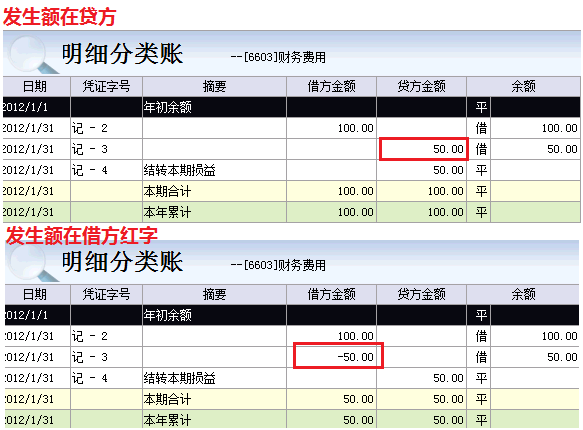 发生额在贷方
明细分类账 --[6603]财务费用
日期 凭证字号 摘要 借方金额 贷方金额 余额
2012/1/1 年初余额 平
2012/1/31 记 - 2 100.00 借 100.00
2012/1/31 记 - 3 50.00 借 50.00
2012/1/31 记 - 4 结转本期损益 50.00 平
2012/1/31 本期合计 100.00 100.00 平
2012/1/31 本年累计 100.00 100.00 平
发生额在借方红字
明细分类账 --[6603]财务费用
日期 凭证字号 摘要 借方金额 贷方金额 余额
2012/1/1 年初余额 平
2012/1/31 记 - 2 100.00 借 100.00
2012/1/31 记 - 3 -50.00 借 50.00
2012/1/31 记 - 4 结转本期损益 50.00 平
2012/1/31 本期合计 50.00 50.00 平
2012/1/31 本年累计 50.00 50.00 平